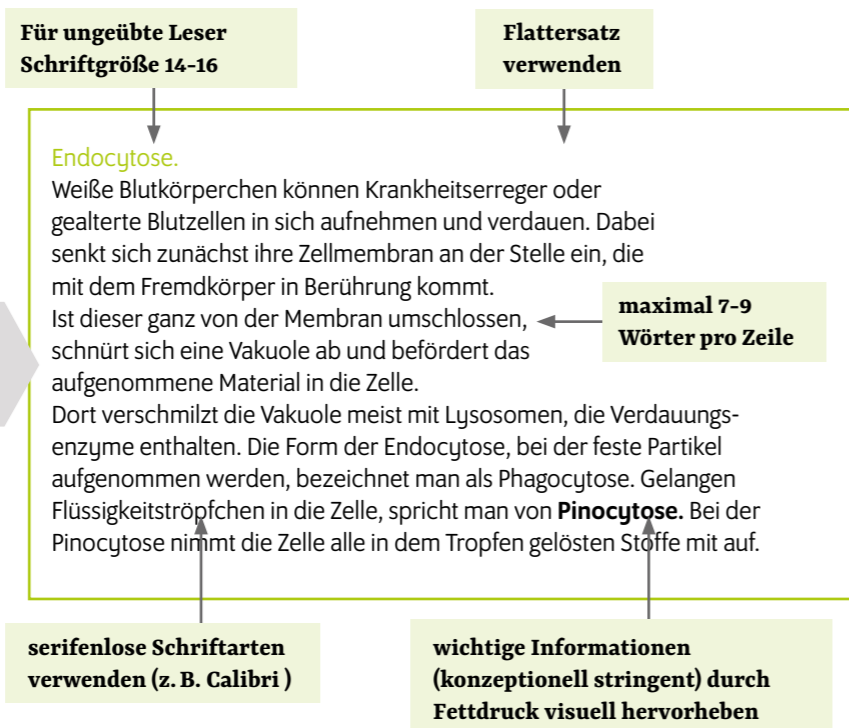 Für ungeübte Leser
Schriftgröße 14-16
Flattersatz
verwenden
Endocytose.
Weiße Blutkörperchen können Krankheitserreger oder
gealterte Blutzellen in sich aufnehmen und verdauen. Dabei
senkt sich zunächst ihre Zellmembran an der Stelle ein, die
mit dem Fremdkörper in Berührung kommt.
Ist dieser ganz von der Membran umschlossen,
schnürt sich eine Vakuole ab und befördert das
aufgenommene Material in die Zelle.
maximal 7-9
Wörter pro Zeile
Dort verschmilzt die Vakuole meist mit Lysosomen, die Verdauungs-
enzyme enthalten. Die Form der Endocytose, bei der feste Partikel
aufgenommen werden, bezeichnet man als Phagocytose. Gelangen
Flüssigkeitströpfchen in die Zelle, spricht man von Pinocytose. Bei der
Pinocytose nimmt die Zelle alle in dem Tropfen gelösten Stoffe mit auf.
serifenlose Schriftarten
verwenden (z. B. Calibri )
wichtige Informationen
(konzeptionell stringent) durch
Fettdruck visuell hervorheben